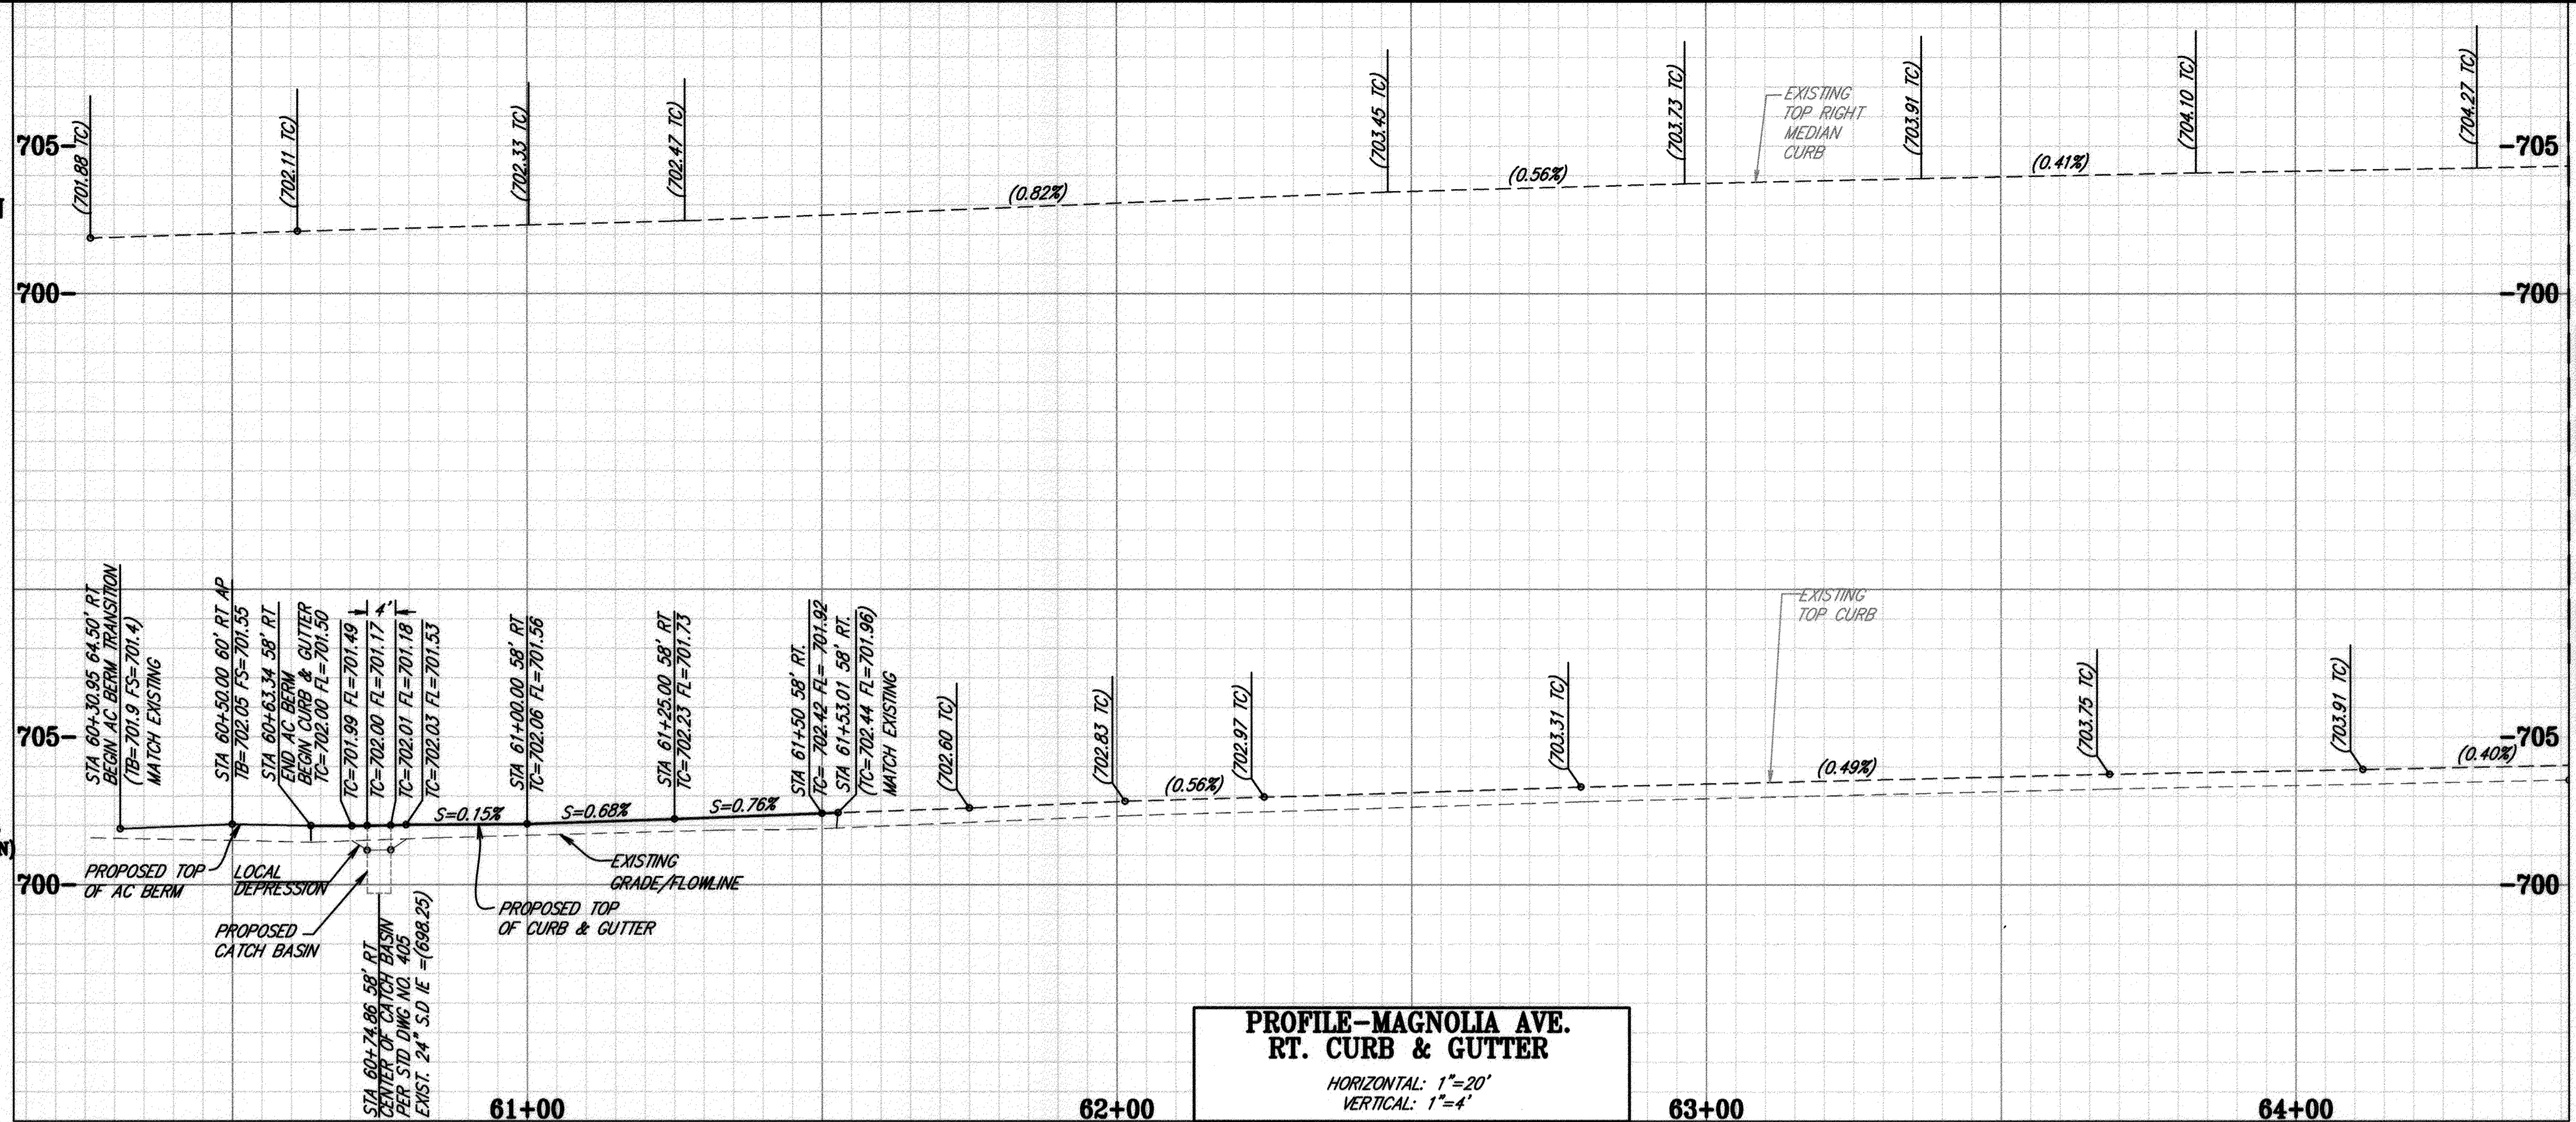 (701.88 TC)
(702.11 TC)
(702.33 TC)
(702.47 TC)
(703.45 TC)
(703.73 TC)
(703.91 TC)
(704.10 TC)
(704.27 TC)
EXISTING
TOP RIGHT
MEDIAN
CURB
705-
-705
(0.82%)
(0.56%)
(0.41%)
700-
-700
STA 60+30.95 64.50' RT
BEGIN AC BERM TRANSITION
(TB=701.9 FS=701.4)
MATCH EXISTING
STA 60+50.00 60' RT AP
TB=702.05 FS=701.55
STA 60+63.34 58' RT
END AC BERM
BEGIN CURB & GUTTER
TC=702.00 FL=701.50
4'
TC=701.99 FL=701.49
TC=702.00 FL=701.17
TC=702.01 FL=701.18
TC=702.03 FL=701.53
STA 61+00.00 58' RT
TC=702.06 FL=701.56
STA 61+25.00 58' RT
TC=702.23 FL=701.73
STA 61+50 58' RT.
TC= 702.42 FL= 701.92
STA 61+53.01 58' RT.
(TC=702.44 FL=701.96)
MATCH EXISTING
(702.60 TC)
(702.83 TC)
(702.97 TC)
(703.31 TC)
EXISTING
TOP CURB
(703.75 TC)
(703.91 TC)
705-
-705
S=0.15%
S=0.68%
S=0.76%
(0.56%)
(0.49%)
(0.40%)
N)
PROPOSED TOP
OF AC BERM
LOCAL
DEPRESSION
EXISTING
GRADE/FLOWLINE
700-
-700
PROPOSED
CATCH BASIN
PROPOSED TOP
OF CURB & GUTTER
STA 60+74.86 58' RT
CENTER OF CATCH BASIN
PER STD DWG NO. 405
EXIST. 24" S.D IE =(698.25)
PROFILE-MAGNOLIA AVE.
RT. CURB & GUTTER
HORIZONTAL: 1"=20'
VERTICAL: 1"=4'
61+00
62+00
63+00
64+00